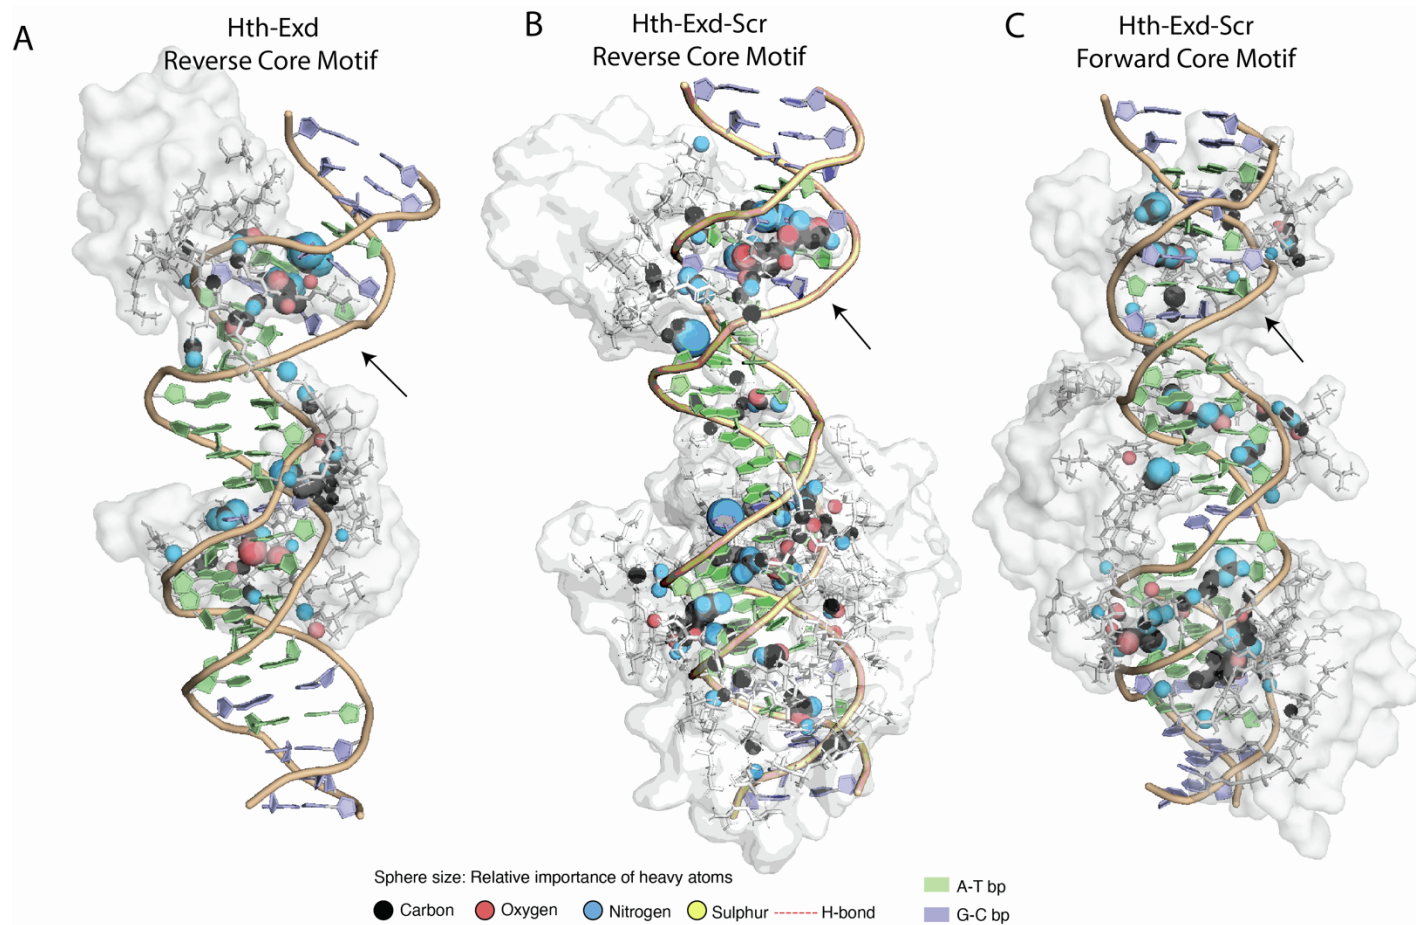 A
Hth-Exd
Reverse Core Motif
B
Hth-Exd-Scr
Reverse Core Motif
C
Hth-Exd-Scr
Forward Core Motif
Sphere size: Relative importance of heavy atoms
Carbon
Oxygen
Nitrogen
Sulphur
H-bond
A-T bp
G-C bp